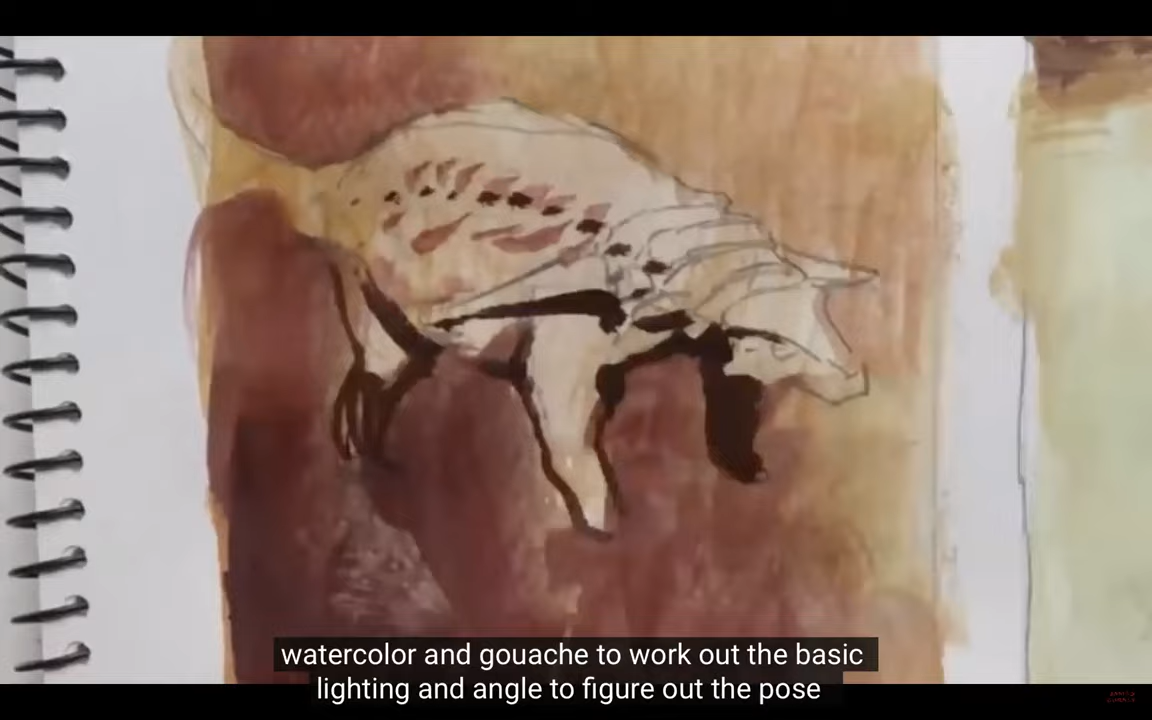 watercolor and gouache to work out the basic
lighting and angle to figure out the pose